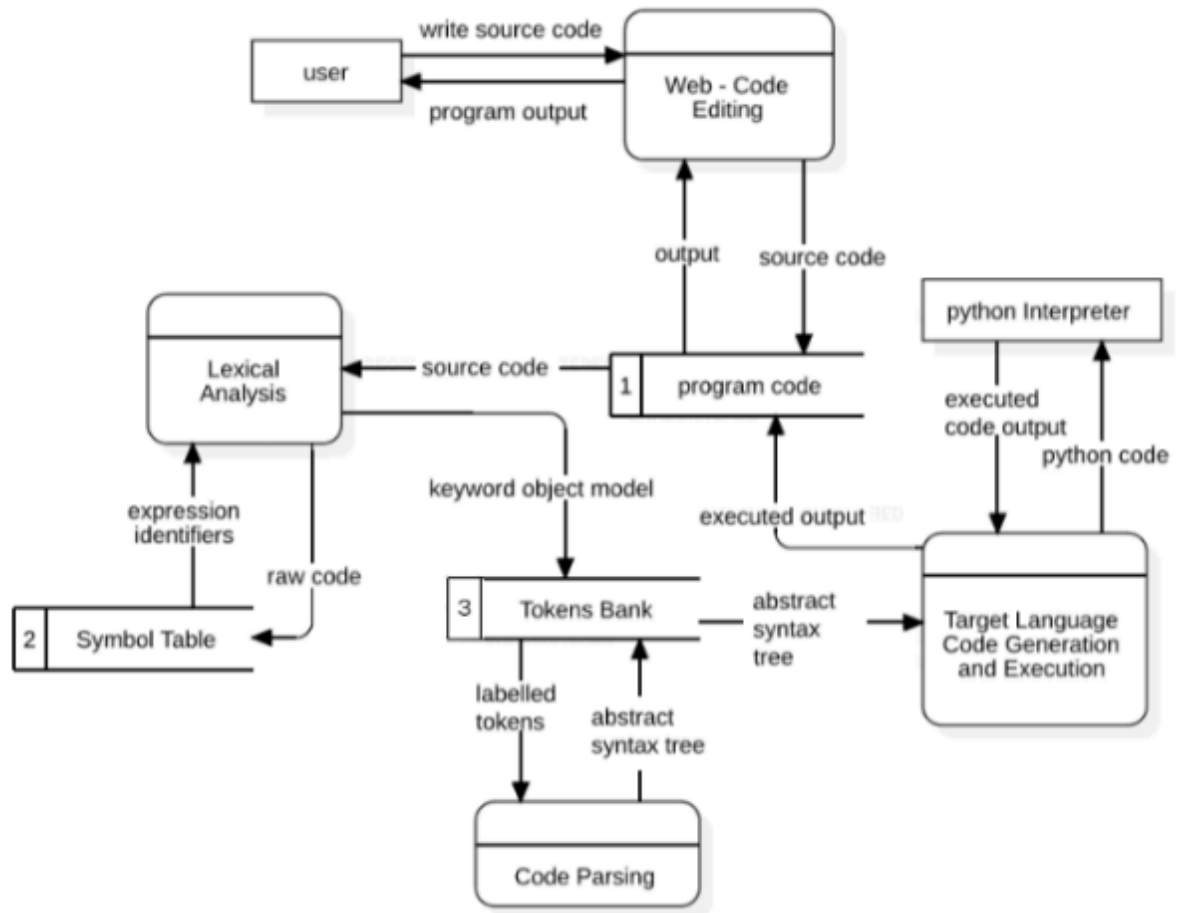 write source code
user
Web - Code
Editing
program output
output
source code
python Interpreter
Lexical
Analysis
source code
1
program code
executed
code output
python code
keyword object model
executed output
expression
identifiers
raw code
2
Symbol Table
3
Tokens Bank
abstract
syntax
tree
Target Language
Code Generation
and Execution
labelled
tokens
abstract
syntax tree
Code Parsing